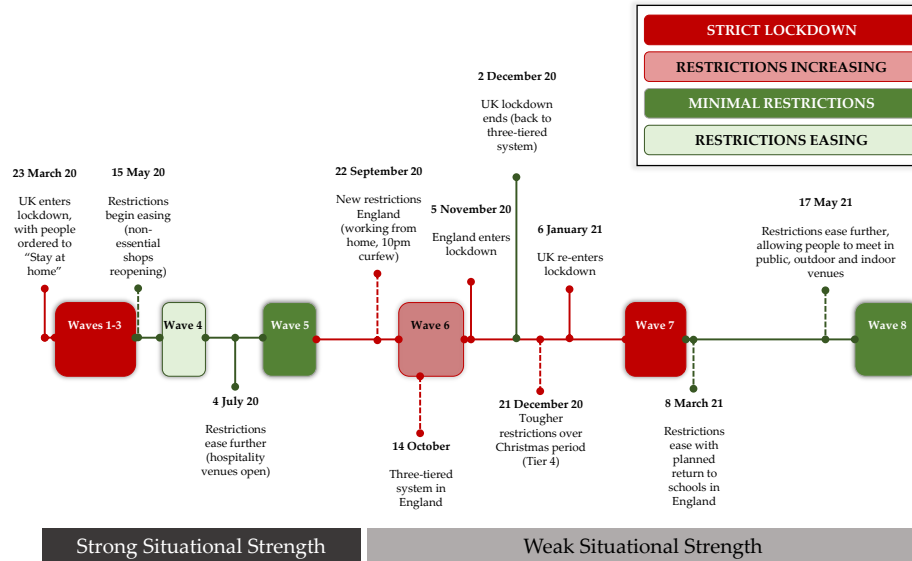 STRICT LOCKDOWN
RESTRICTIONS INCREASING
MINIMAL RESTRICTIONS
RESTRICTIONS EASING
23 March 20
UK enters
lockdown,
with people
ordered to
“Stay at
home”
15 May 20
Restrictions
begin easing
(non-
essential
shops
reopening)
22 September 20
New restrictions
England
(working from
home, 10pm
curfew)
5 November 20
England enters
lockdown
2 December 20
UK lockdown
ends (back to
three-tiered
system)
6 January 21
UK re-enters
lockdown
17 May 21
Restrictions ease further,
allowing people to meet in
public, outdoor and indoor
venues
Waves 1-3
Wave 4
Wave 5
Wave 6
Wave 7
Wave 8
4 July 20
Restrictions
ease further
(hospitality
venues open)
14 October
Three-tiered
system in
England
21 December 20
Tougher
restrictions over
Christmas period
(Tier 4)
8 March 21
Restrictions
ease with
planned
return to
schools in
England
Strong Situational Strength
Weak Situational Strength